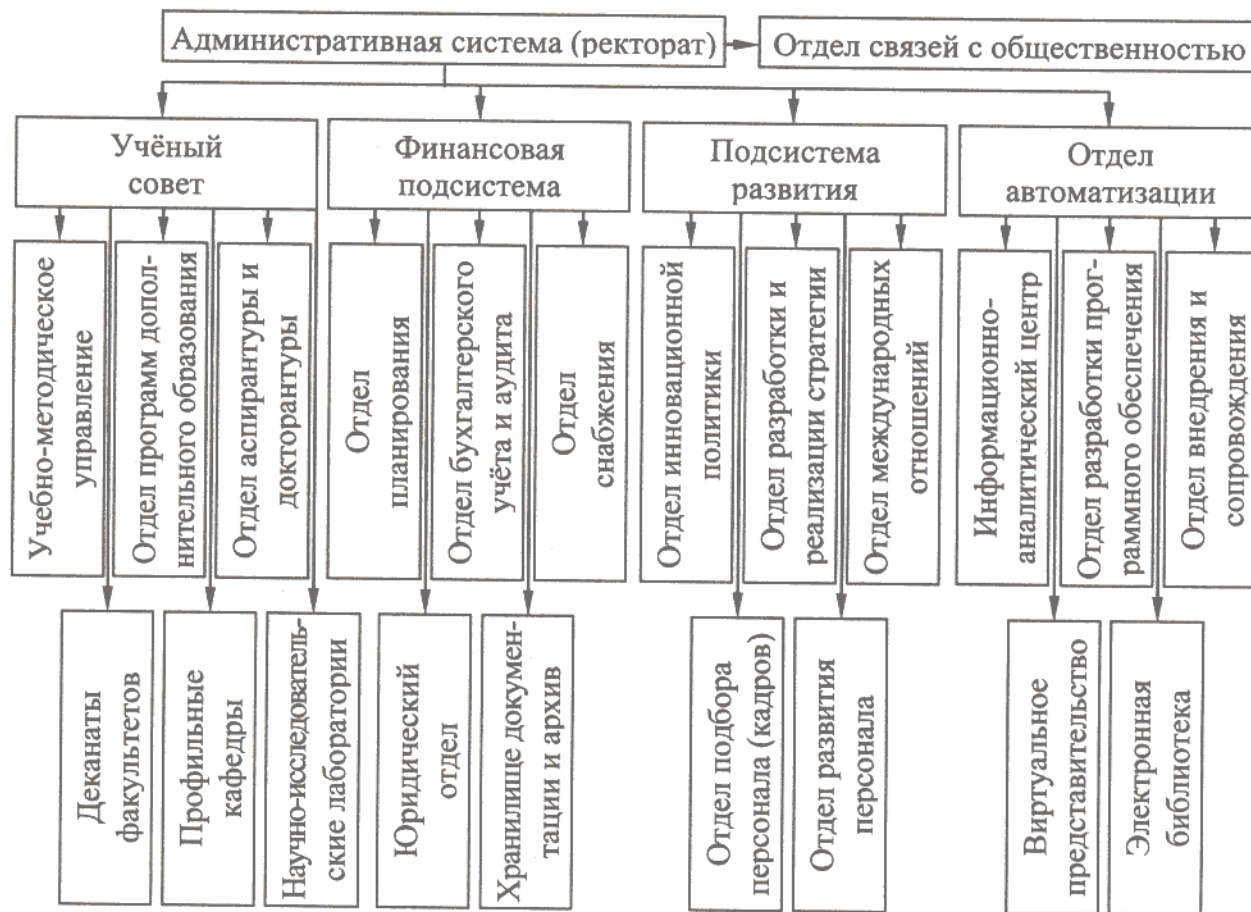 Административная система (ректорат)
Отдел связей с общественностью
Учёный
совет
Финансовая
подсистема
Подсистема
развития
Отдел
автоматизации
Учебно-методическое
управление
Отдел программ допол-
нительного образования
Отдел аспирантуры и
докторантуры
Отдел
планирования
Отдел бухгалтерского
учёта и аудита
Отдел
снабжения
Отдел инновационной
политики
Отдел разработки и
реализации стратегии
Отдел международных
отношений
Информационно-
аналитический центр
Отдел разработки прог-
раммного обеспечения
Отдел внедрения и
сопровождения
Деканаты
факультетов
Профильные
кафедры
Научно-исследователь-
ские лаборатории
Юридический
отдел
Хранилище докумен-
тации и архив
Отдел подбора
персонала (кадров)
Отдел развития
персонала
Виртуальное
представительство
Электронная
библиотека